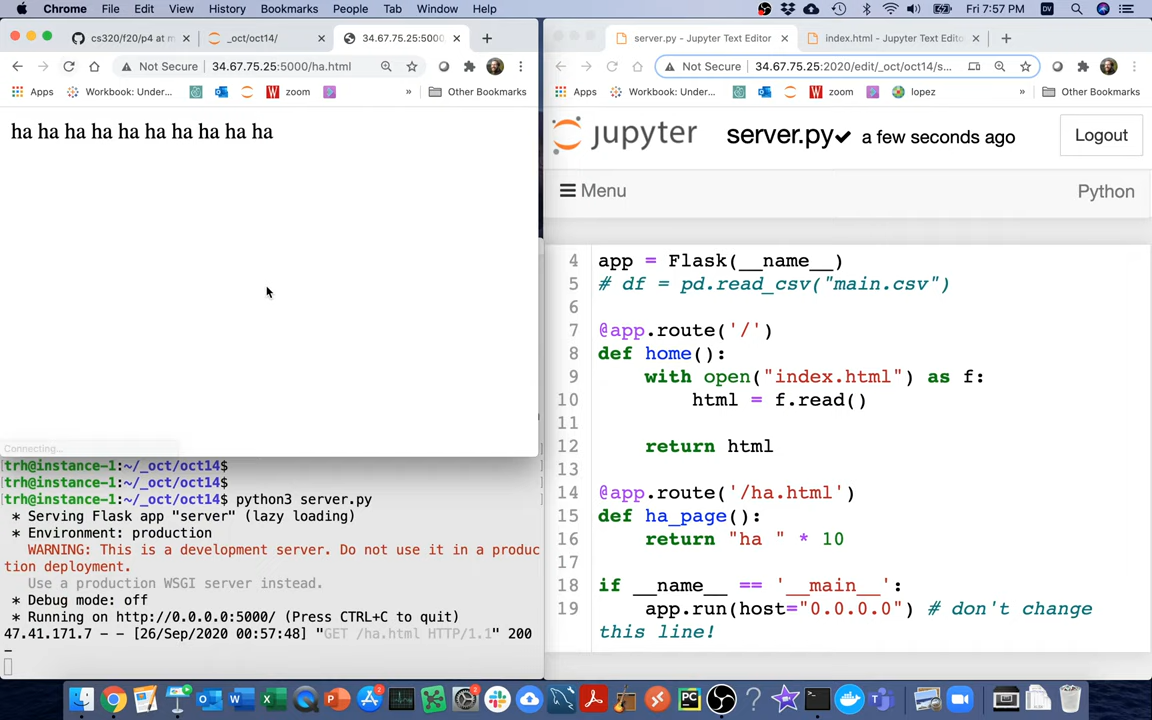 Chrome File Edit View History Bookmarks People Tab Window Help Fri 7:57 PM
cs320/f20/p4 at m × _oct/oct14/ × 34.67.75.25:5000 × +
Not Secure 34.67.75.25:5000/ha.html
Apps Workbook: Under... zoom » Other Bookmarks
ha ha ha ha ha ha ha ha ha ha
Connecting...
trh@instance-1:~/_oct/oct14$
trh@instance-1:~/_oct/oct14$
trh@instance-1:~/_oct/oct14$ python3 server.py
* Serving Flask app "server" (lazy loading)
* Environment: production
WARNING: This is a development server. Do not use it in a produc
tion deployment.
Use a production WSGI server instead.
* Debug mode: off
* Running on http://0.0.0.0:5000/ (Press CTRL+C to quit)
47.41.171.7 - - [26/Sep/2020 00:57:48] "GET /ha.html HTTP/1.1" 200
-
server.py - Jupyter Text Editor × index.html - Jupyter Text Edito × +
Not Secure 34.67.75.25:2020/edit/_oct/oct14/s...
Apps Workbook: Under... zoom lopez » Other Bookmarks
jupyter server.py✔ a few seconds ago Logout
Menu Python
4 app = Flask(__name__)
5 # df = pd.read_csv("main.csv")
6
7 @app.route('/')
8 def home():
9 with open("index.html") as f:
10 html = f.read()
11
12 return html
13
14 @app.route('/ha.html')
15 def ha_page():
16 return "ha " * 10
17
18 if __name__ == '__main__':
19 app.run(host="0.0.0.0") # don't change
this line!